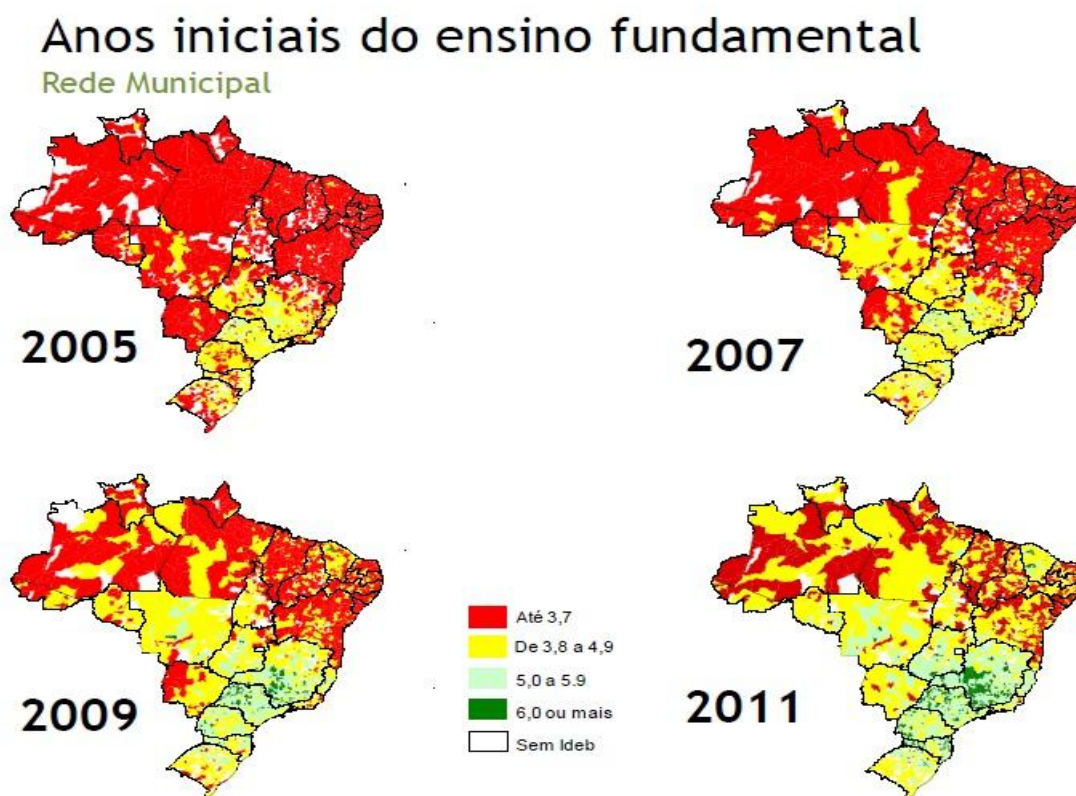 Anos iniciais do ensino fundamental
Rede Municipal
2005
2007
Até 3,7
De 3,8 a 4,9
5,0 a 5.9
6,0 ou mais
Sem Ideb
2009
2011